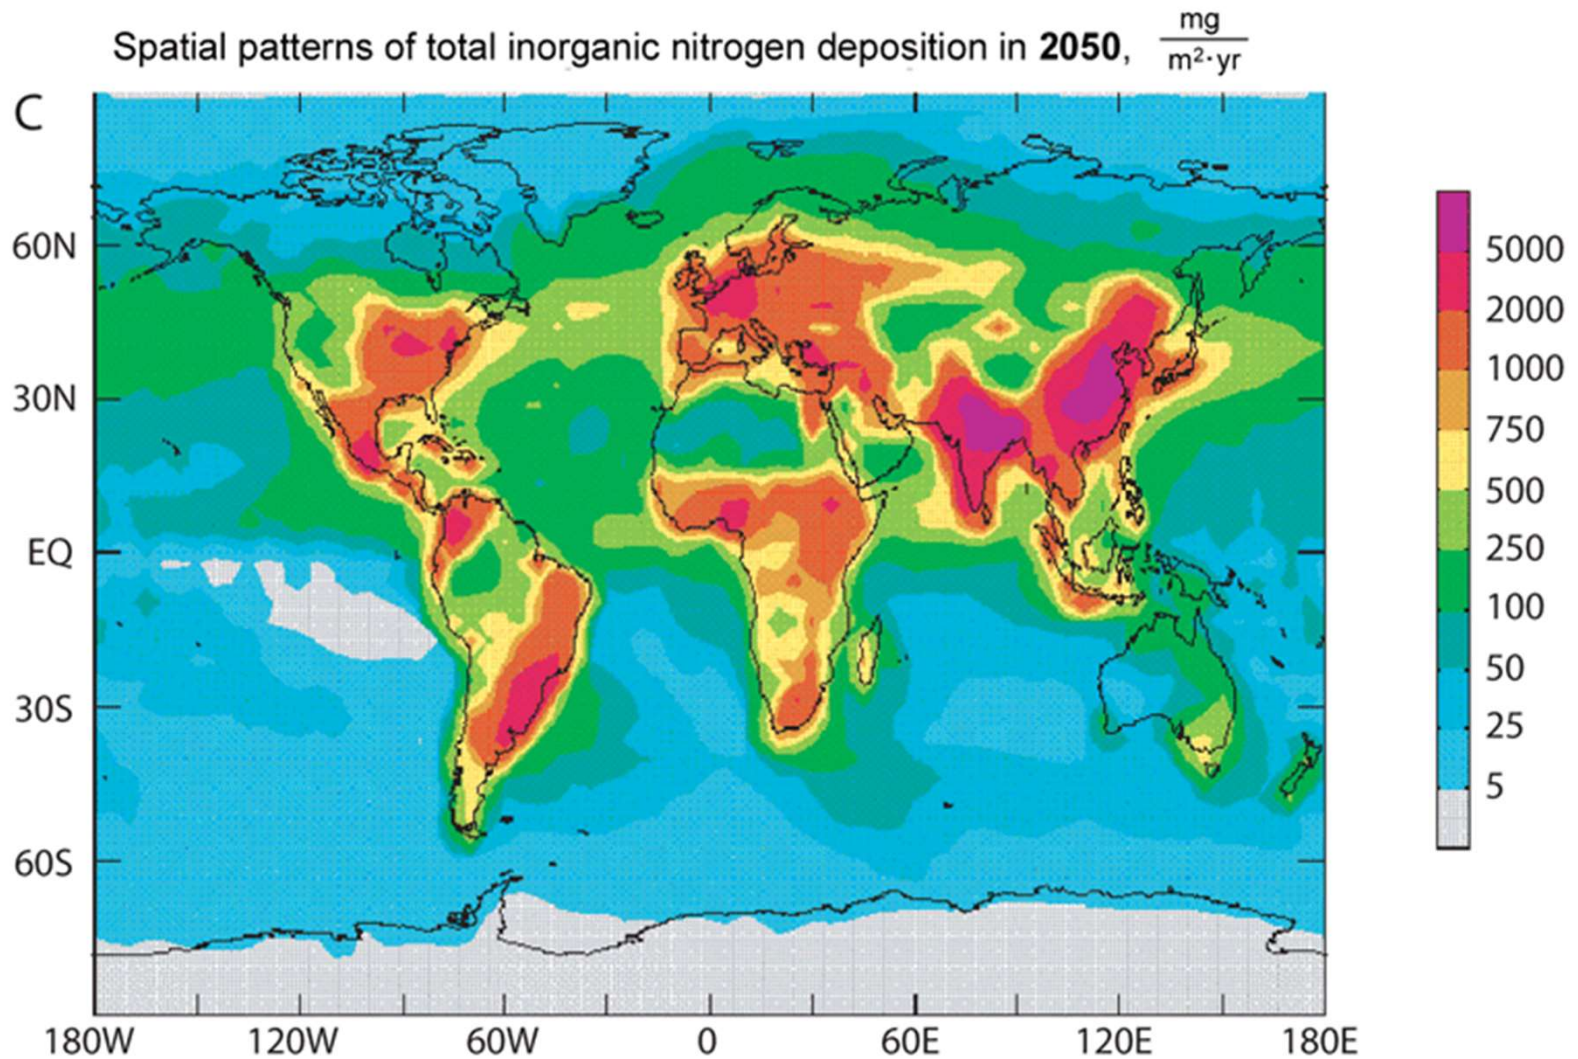 Spatial patterns of total inorganic nitrogen deposition in 2050, mg
m²·yr
C
60N
30N
EQ
30S
60S
180W 120W 60W 0 60E 120E 180E
5000
2000
1000
750
500
250
100
50
25
5